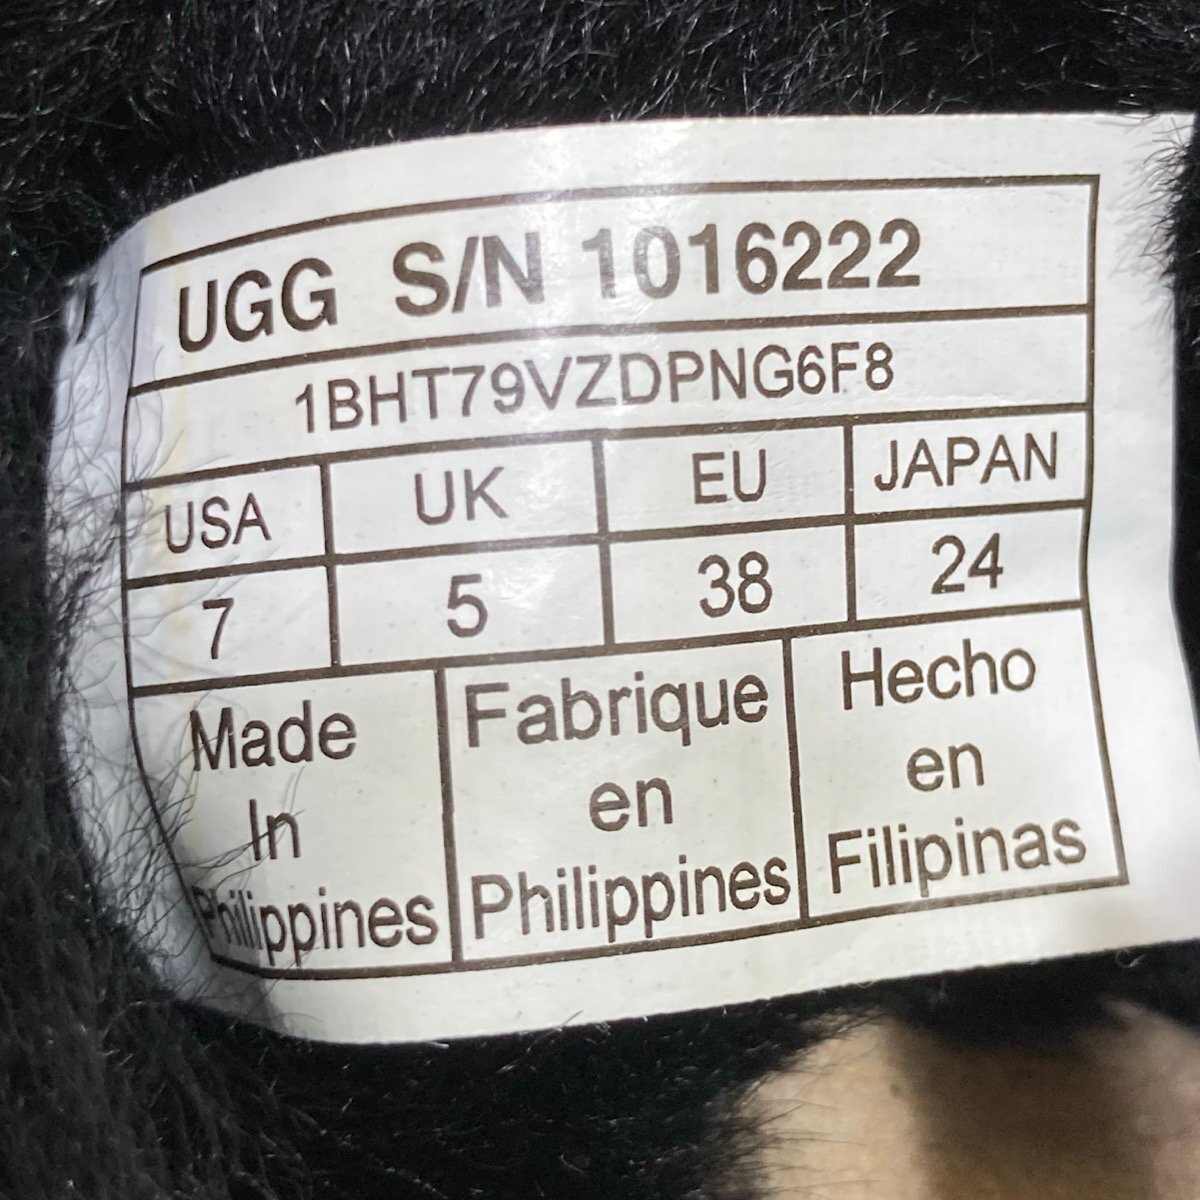 UGG S/N 1016222
1BHT79VZDPNG6F8
USA UK EU JAPAN
7 5 38 24
Made
In
Philippines
Fabrique
en
Philippines
Hecho
en
Filipinas